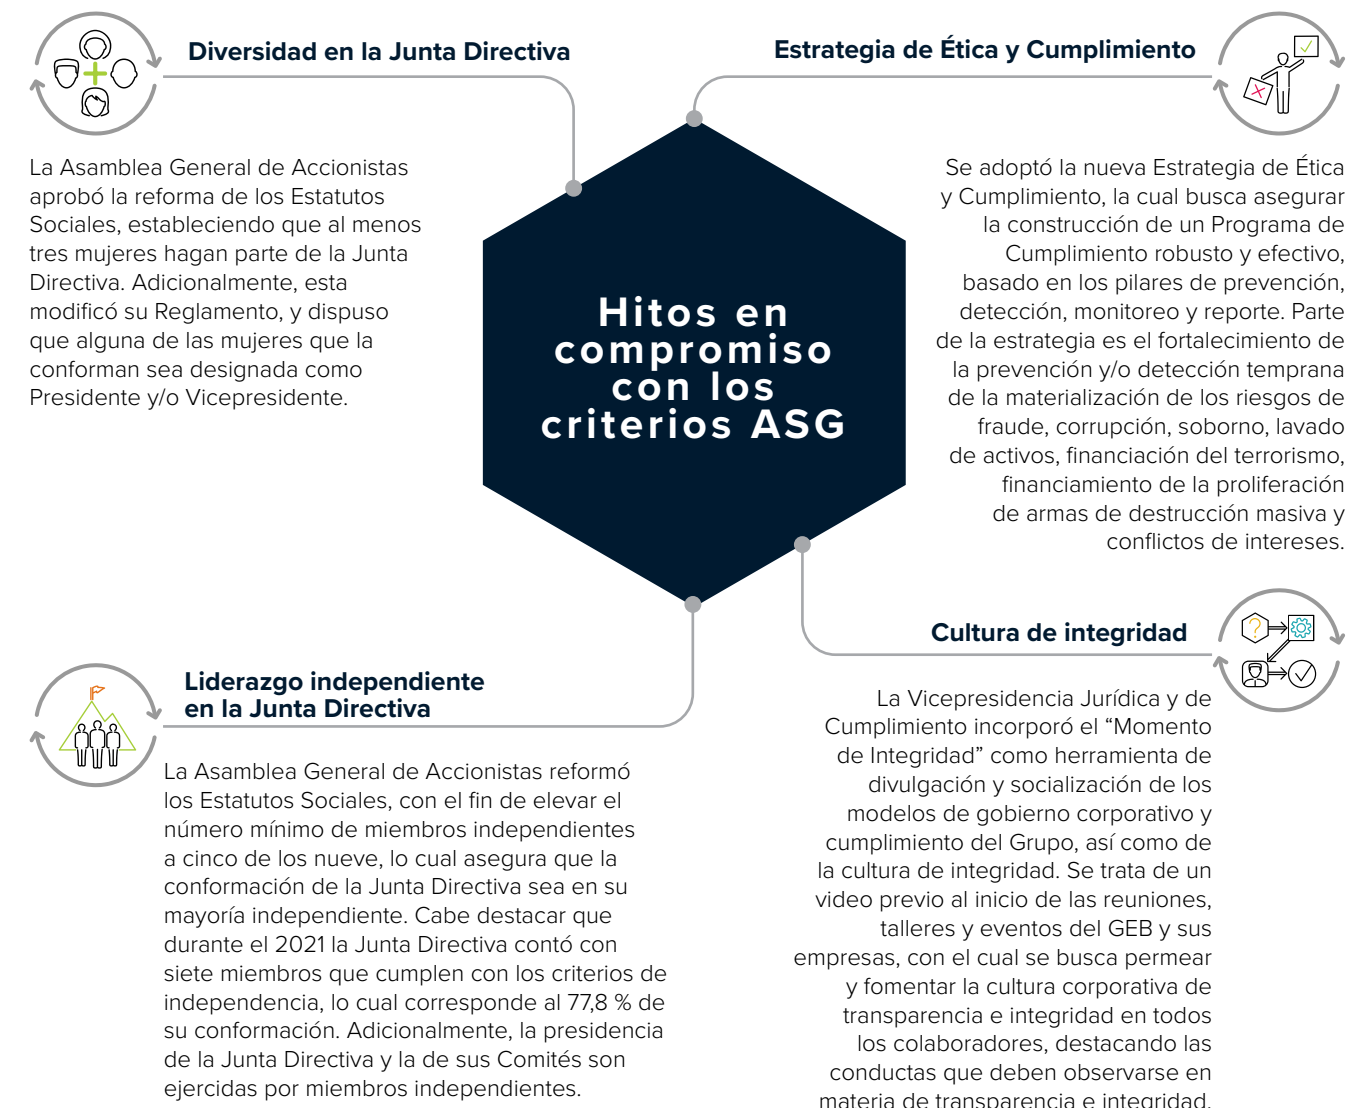 Diversidad en la Junta Directiva
La Asamblea General de Accionistas
aprobó la reforma de los Estatutos
Sociales, estableciendo que al menos
tres mujeres hagan parte de la Junta
Directiva. Adicionalmente, esta
modificó su Reglamento, y dispuso
que alguna de las mujeres que la
conforman sea designada como
Presidente y/o Vicepresidente.
Estrategia de Ética y Cumplimiento
Se adoptó la nueva Estrategia de Ética
y Cumplimiento, la cual busca asegurar
la construcción de un Programa de
Cumplimiento robusto y efectivo,
basado en los pilares de prevención,
detección, monitoreo y reporte. Parte
de la estrategia es el fortalecimiento de
la prevención y/o detección temprana
de la materialización de los riesgos de
fraude, corrupción, soborno, lavado
de activos, financiación del terrorismo,
financiamiento de la proliferación
de armas de destrucción masiva y
conflictos de intereses.
Hitos en
compromiso
con los
criterios ASG
Liderazgo independiente
en la Junta Directiva
La Asamblea General de Accionistas reformó
los Estatutos Sociales, con el fin de elevar el
número mínimo de miembros independientes
a cinco de los nueve, lo cual asegura que la
conformación de la Junta Directiva sea en su
mayoría independiente. Cabe destacar que
durante el 2021 la Junta Directiva contó con
siete miembros que cumplen con los criterios de
independencia, lo cual corresponde al 77,8 % de
su conformación. Adicionalmente, la presidencia
de la Junta Directiva y la de sus Comités son
ejercidas por miembros independientes.
Cultura de integridad
?
La Vicepresidencia Jurídica y de
Cumplimiento incorporó el “Momento
de Integridad” como herramienta de
divulgación y socialización de los
modelos de gobierno corporativo y
cumplimiento del Grupo, así como de
la cultura de integridad. Se trata de un
video previo al inicio de las reuniones,
talleres y eventos del GEB y sus
empresas, con el cual se busca permear
y fomentar la cultura corporativa de
transparencia e integridad en todos
los colaboradores, destacando las
conductas que deben observarse en
materia de transparencia e integridad.